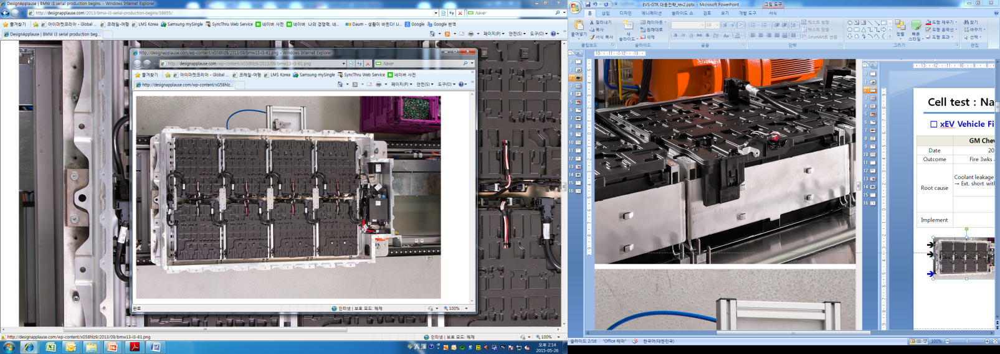 DesignApplause | BMW i3 serial production begins. - Windows Internet Explorer
http://designapplause.com/2013/bmw-i3-serial-production-begins/38655/
Naver
즐겨찾기
아이마켓코리아 - Global ...
코레일-여행
LMS Korea
Samsung mySingle
SyncThru Web Service
네이버 사전
네이버 나의 경쟁력, 네...
Daum - 생활이 바뀐다! Li...
Google
Google 번역
DesignApplause | BMW i3 serial production beg...
페이지(P)
안전(S)
도구(O)
http://designapplause.com/wp-content/xG58hlz9/2013/09/bmw13-i3-61.png - Windows Internet Explorer
http://designapplause.com/wp-content/xG58hlz9/2013/09/bmw13-i3-61.png
Naver
즐겨찾기
아이마켓코리아 - Global ...
코레일-여행
LMS Korea
Samsung mySingle
SyncThru Web Service
네이버 사전
http://designapplause.com/wp-content/xG58hlz...
페이지(P)
안전(S)
도구(O)
완료
인터넷 | 보호 모드: 해제
100%
http://designapplause.com/wp-content/xG58hlz9/2013/09/bmw13-i3-61.png
인터넷 | 보호 모드: 해제
100%
오후 2:14
2015-05-26
EVS-GTR 대응전략_rev2.pptx - Microsoft PowerPoint
그림 도구
홈
삽입
디자인
애니메이션
슬라이드 쇼
검토
보기
개발 도구
서식
붙여넣기
잘라내기
복사
서식 복사
클립보드
새 슬라이드
레이아웃
원래대로
삭제
슬라이드
18
글꼴
텍스트 방향
텍스트 맞춤
SmartArt로 변환
단락
정렬
빠른 스타일
도형 채우기
도형 윤곽선
도형 효과
그리기
찾기
바꾸기
선택
편집
Cell test : Na
xEV Vehicle Fi
GM Chev
Date
20
Outcome
Fire 3wks
Root cause
Coolant leakage
→ Ext. short with
Implement
슬라이드 2/16
"Office 테마"
한국어(대한민국)
100%